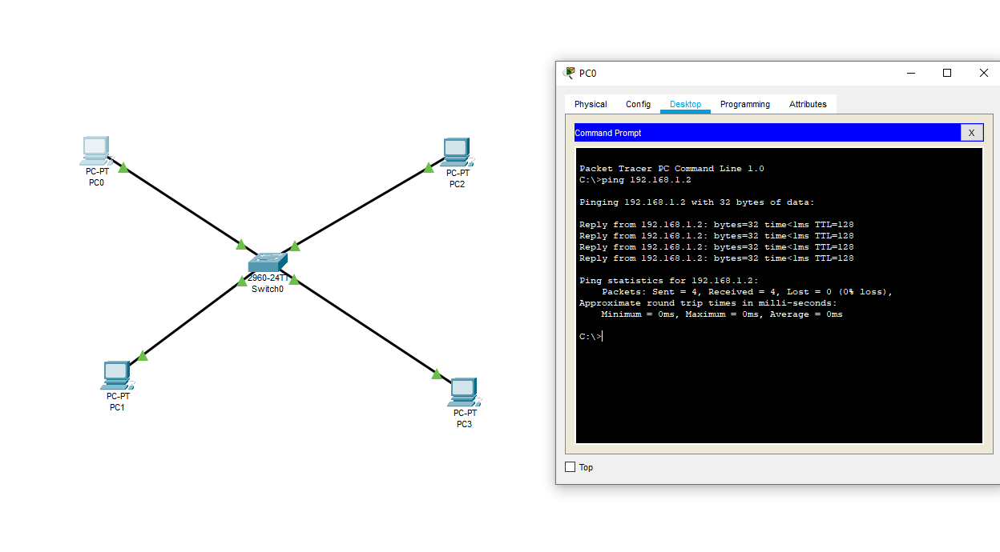 PC-PT
PC0
PC-PT
PC2
2960-24TT
Switch0
PC-PT
PC1
PC-PT
PC3
PC0
Physical Config Desktop Programming Attributes
Command Prompt X
Packet Tracer PC Command Line 1.0
C:\>ping 192.168.1.2
Pinging 192.168.1.2 with 32 bytes of data:
Reply from 192.168.1.2: bytes=32 time<1ms TTL=128
Reply from 192.168.1.2: bytes=32 time<1ms TTL=128
Reply from 192.168.1.2: bytes=32 time<1ms TTL=128
Reply from 192.168.1.2: bytes=32 time<1ms TTL=128
Ping statistics for 192.168.1.2:
Packets: Sent = 4, Received = 4, Lost = 0 (0% loss),
Approximate round trip times in milli-seconds:
Minimum = 0ms, Maximum = 0ms, Average = 0ms
C:\>
Top